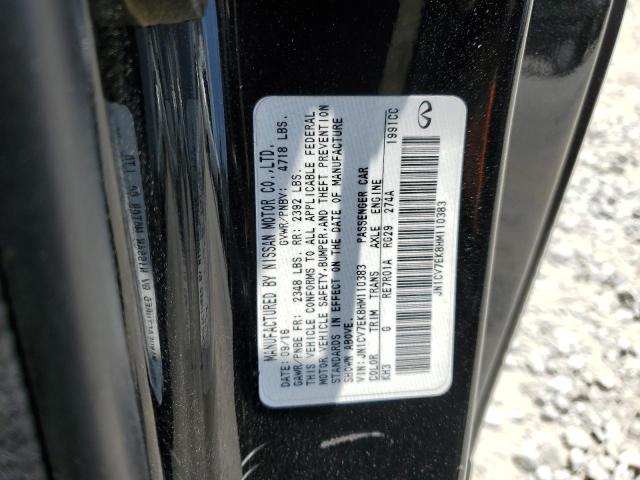 MANUFACTURED BY NISSAN MOTOR CO.,LTD.
DATE: 09/16 GVWR/PNBV: 4718 LBS.
GAWR/PNBE FR: 2348 LBS. RR: 2392 LBS.
THIS VEHICLE CONFORMS TO ALL APPLICABLE FEDERAL
MOTOR VEHICLE SAFETY,BUMPER,AND THEFT PREVENTION
STANDARDS IN EFFECT ON THE DATE OF MANUFACTURE
SHOWN ABOVE.
VIN:JN1CV7EK8HM110383 PASSENGER CAR
COLOR TRIM TRANS AXLE ENGINE
KH3 G RE7R01A RG29 274A 1991CC
JN1CV7EK8HM110383